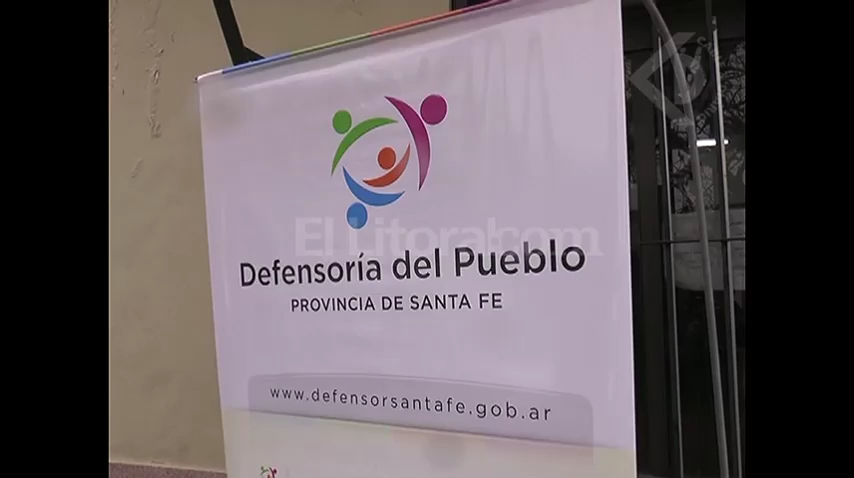 El Litoral.com
Defensoría del Pueblo
PROVINCIA DE SANTA FE
www.defensorsantafe.gob.ar